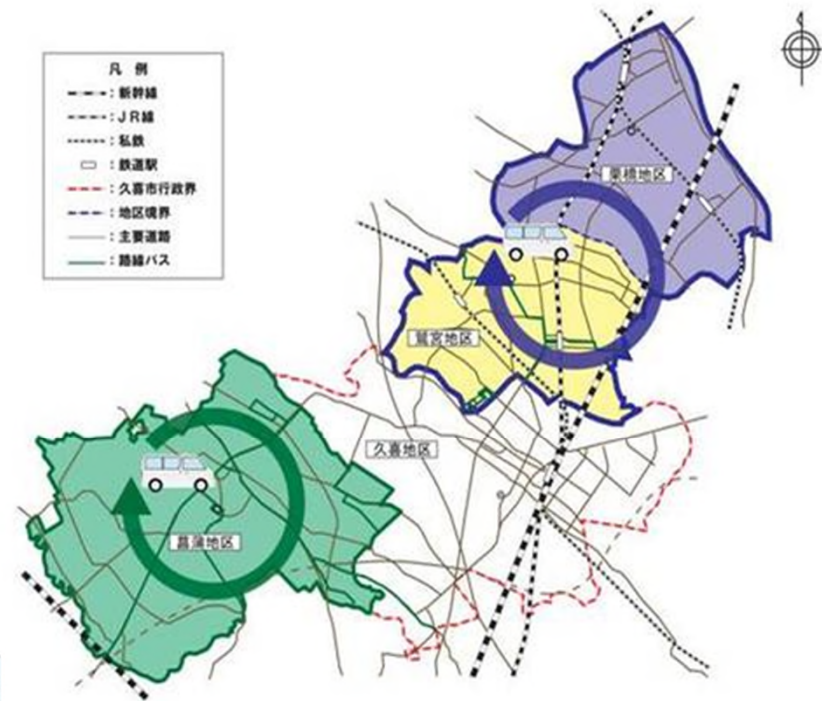 凡 例
: 新幹線
: JR線
: 私鉄
: 鉄道駅
: 久喜市行政界
: 地区境界
: 主要道路
: 路線バス
栗橋地区
鷲宮地区
久喜地区
菖蒲地区